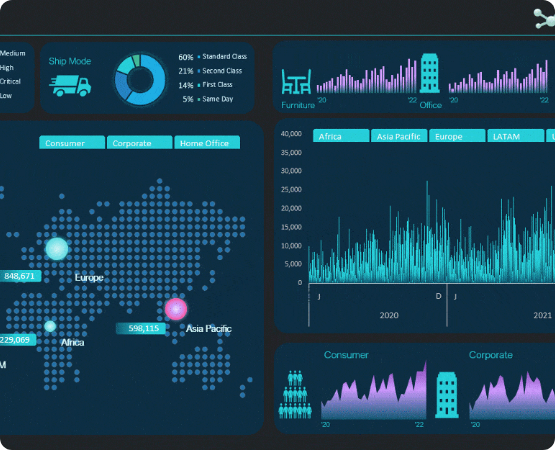 Medium
High
Critical
Low
Ship Mode
60% Standard Class
21% Second Class
14% First Class
5% Same Day
Furniture
'20
'22
Office
'20
'22
Consumer
Corporate
Home Office
848,671
Europe
598,115
Asia Pacific
229,069
Africa
M
40,000
35,000
30,000
25,000
20,000
15,000
10,000
5,000
0
Africa
Asia Pacific
Europe
LATAM
U
J
D
J
2020
2021
Consumer
'20
'22
Corporate
'20